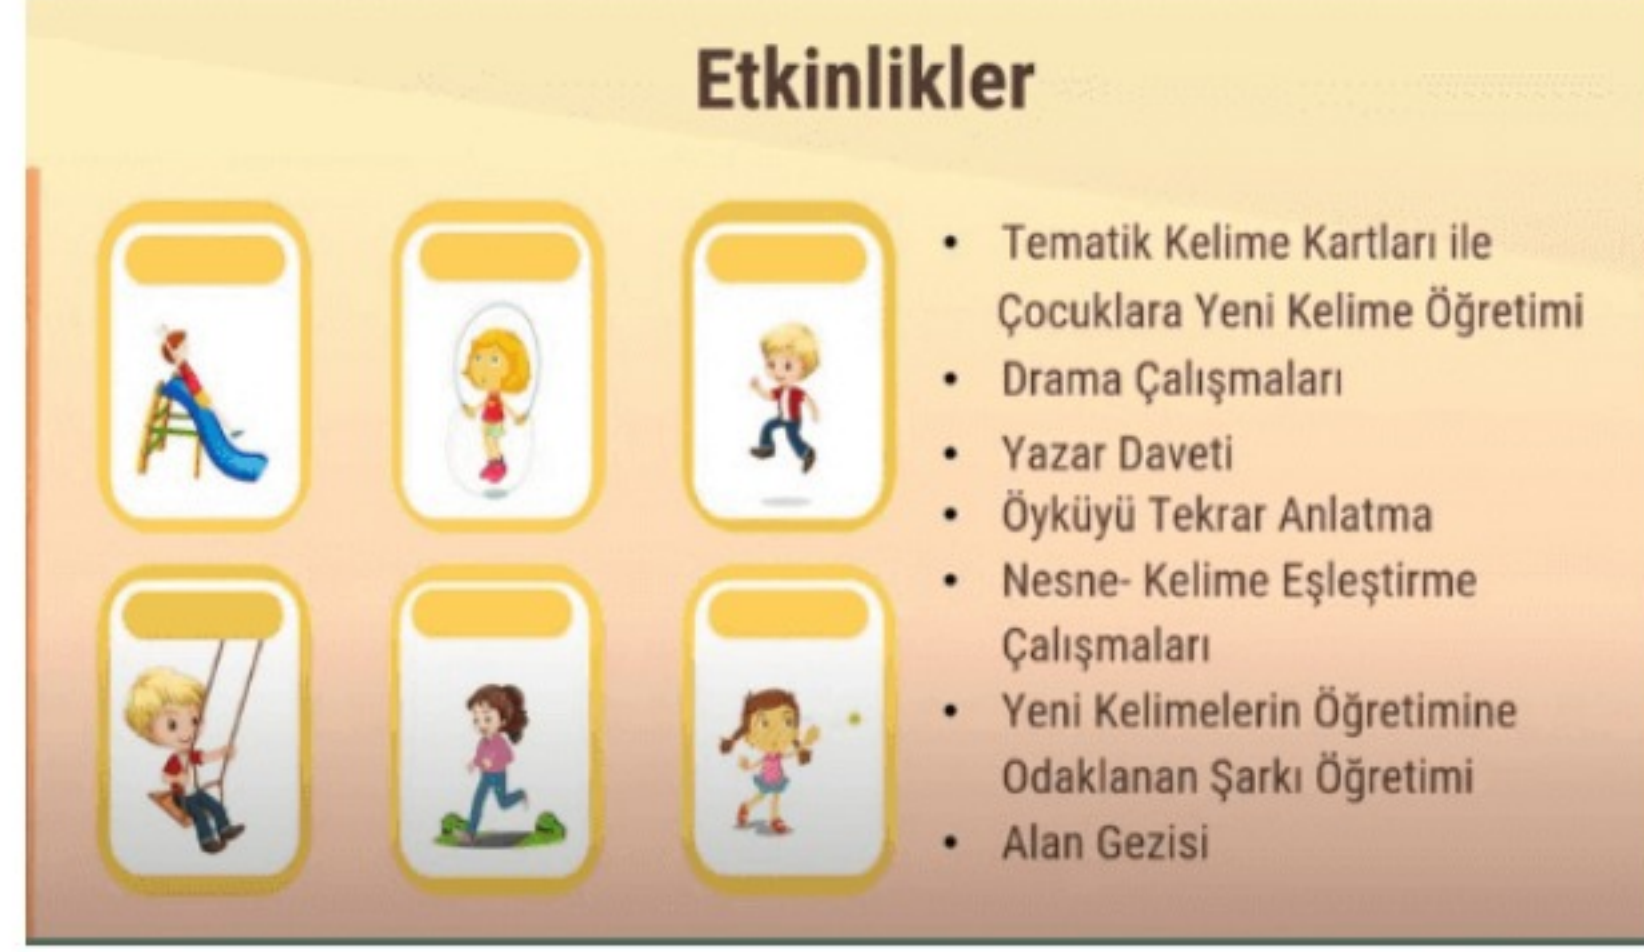 Etkinlikler
• Tematik Kelime Kartları ile
Çocuklara Yeni Kelime Öğretimi
• Drama Çalışmaları
• Yazar Daveti
• Öyküyü Tekrar Anlatma
• Nesne- Kelime Eşleştirme
Çalışmaları
• Yeni Kelimelerin Öğretimine
Odaklanan Şarkı Öğretimi
• Alan Gezisi